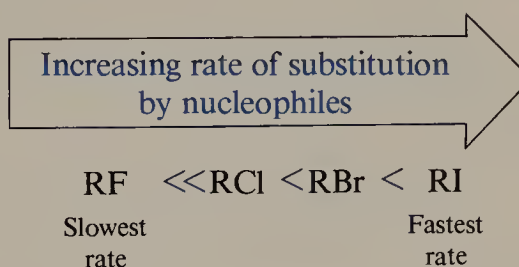 Increasing rate of substitution
by nucleophiles
RF <<RCl <RBr < RI
Slowest Fastest
rate rate